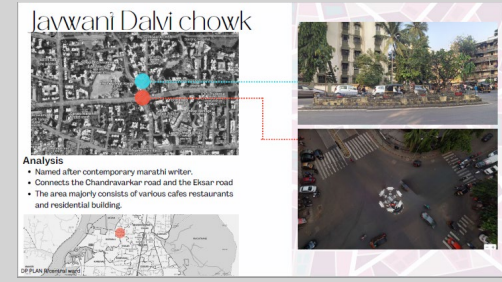 Jaywani Dalvi chowk
Analysis
Named after contemporary marathi writer.
Connects the Chandravarkar road and the Eksar road
The area majorly consists of various cafes restaurants
and residential building.
DP PLAN R/central ward